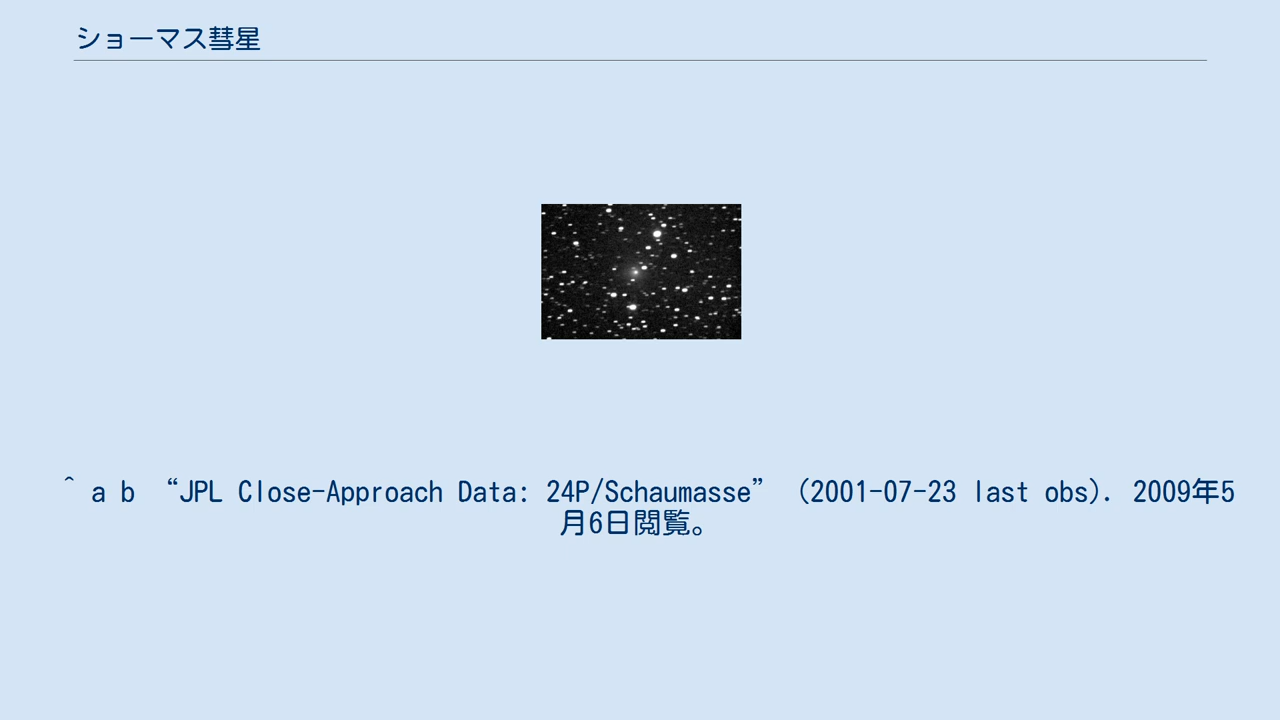 ショーマス彗星
^ a b “JPL Close-Approach Data: 24P/Schaumasse” (2001-07-23 last obs). 2009年5
月6日閲覧。